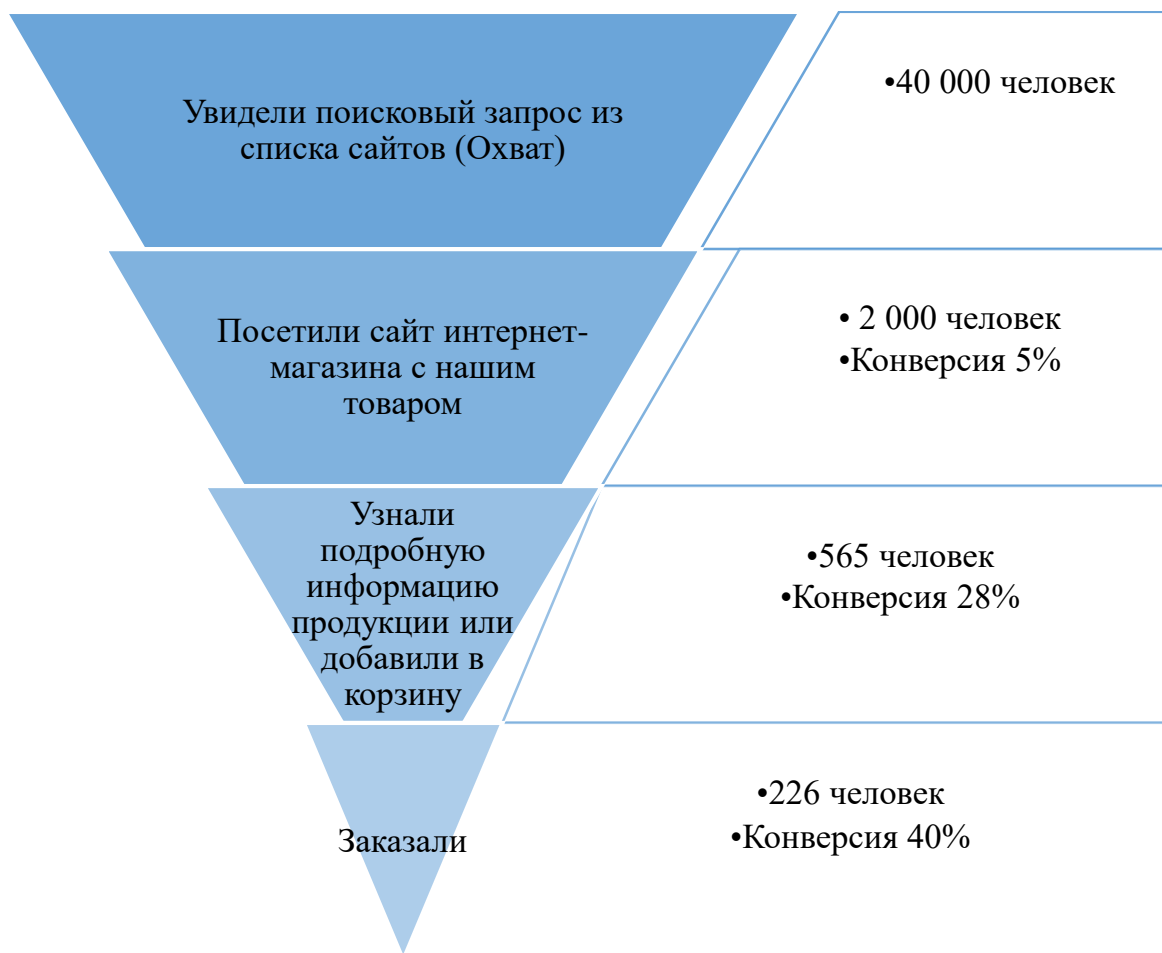 Увидели поисковый запрос из
списка сайтов (Охват)
•40 000 человек
Посетили сайт интернет-
магазина с нашим
товаром
• 2 000 человек
•Конверсия 5%
Узнали
подробную
информацию
продукции или
добавили в
корзину
•565 человек
•Конверсия 28%
Заказали
•226 человек
•Конверсия 40%